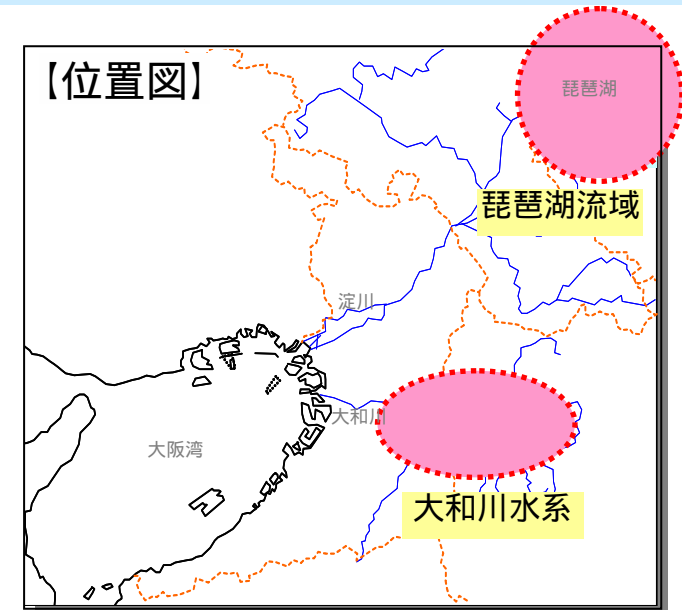 【位置図】
琵琶湖
琵琶湖流域
淀川
大和川
大阪湾
大和川水系